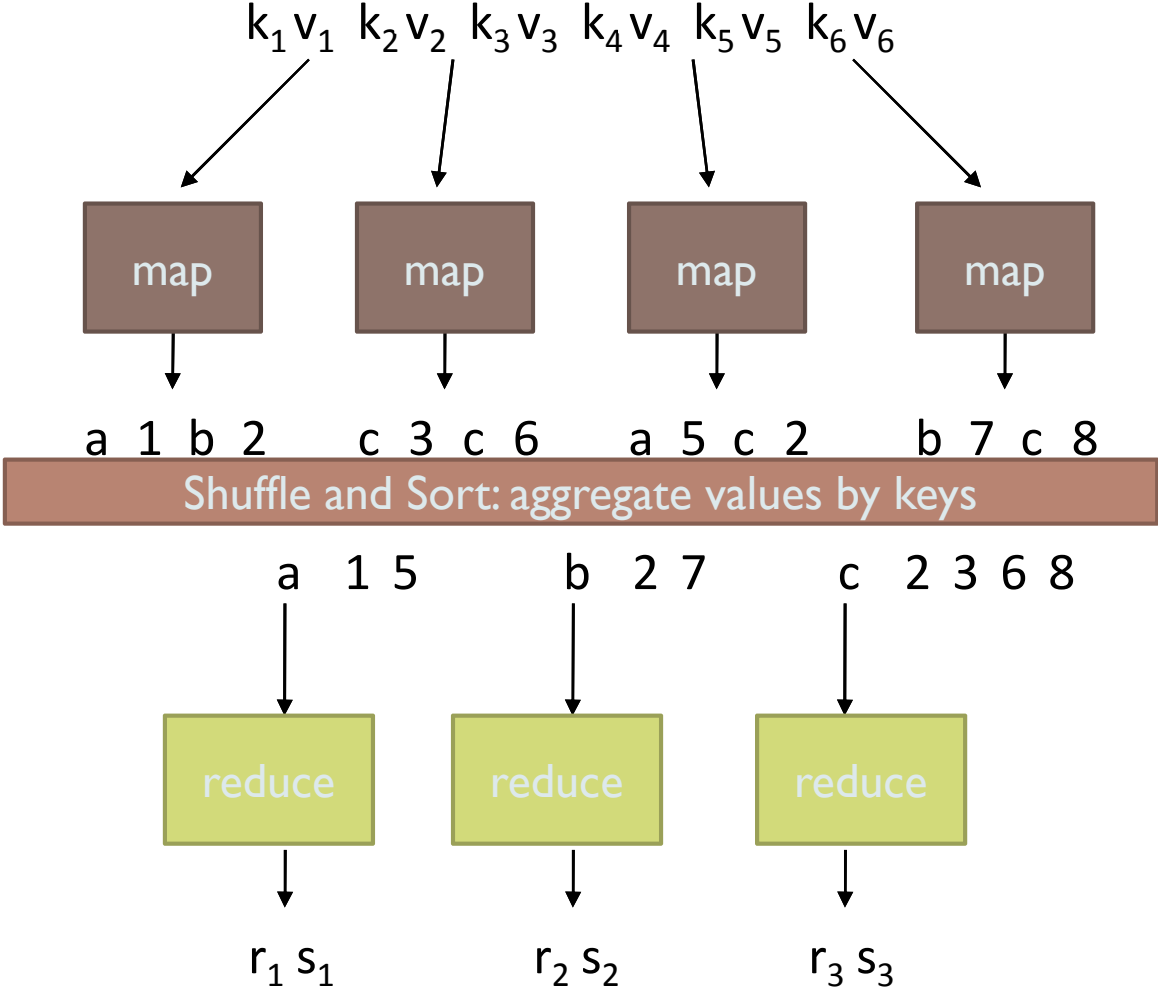 k₁ v₁ k₂ v₂ k₃ v₃ k₄ v₄ k₅ v₅ k₆ v₆
map map map map
a 1 b 2 c 3 c 6 a 5 c 2 b 7 c 8
Shuffle and Sort: aggregate values by keys
a 1 5 b 2 7 c 2 3 6 8
reduce reduce reduce
r₁ s₁ r₂ s₂ r₃ s₃